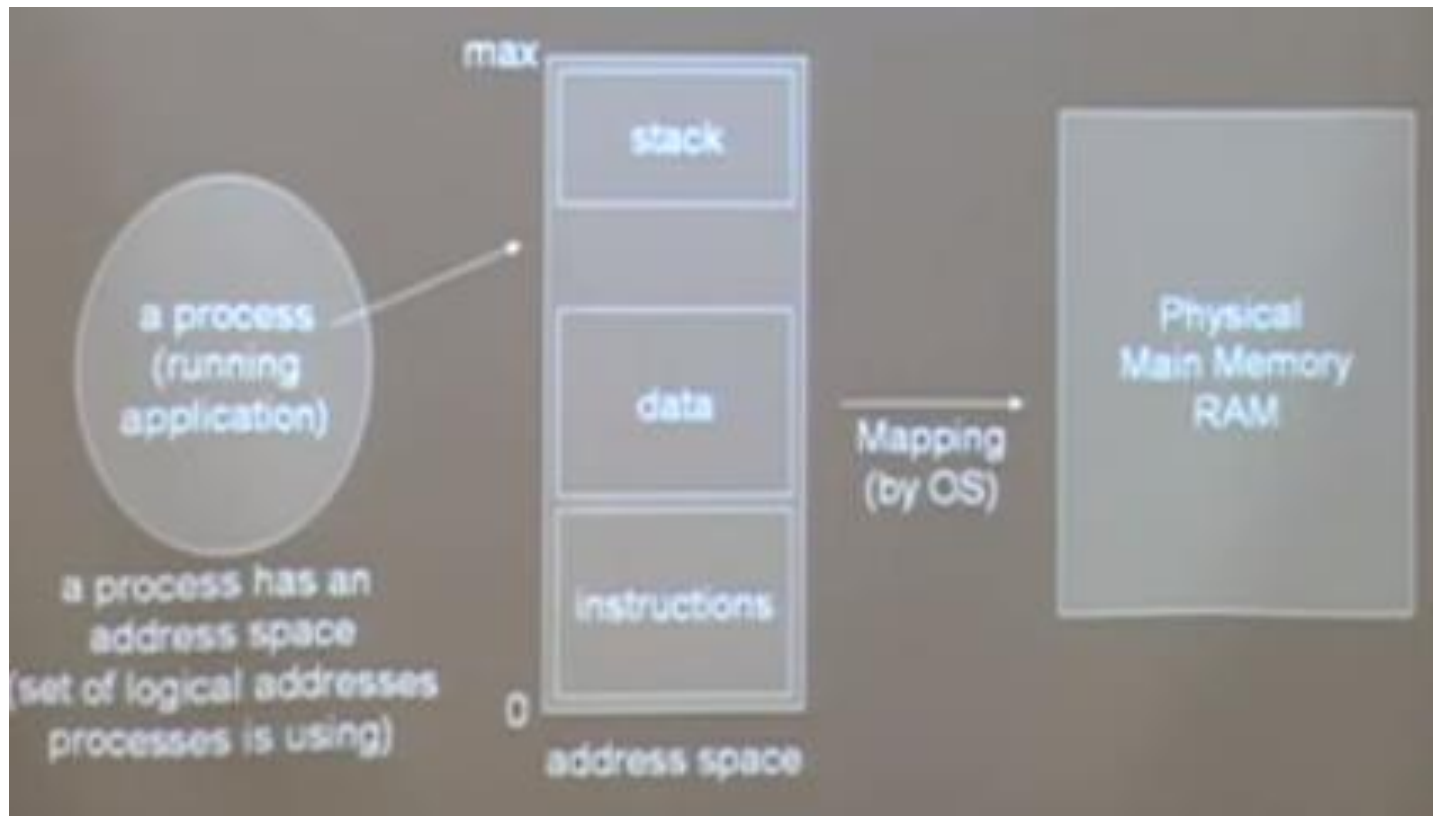 max
stack
a process
(running
application)
data
instructions
0
address space
a process has an
address space
(set of logical addresses
processes is using)
Mapping
(by OS)
Physical
Main Memory
RAM